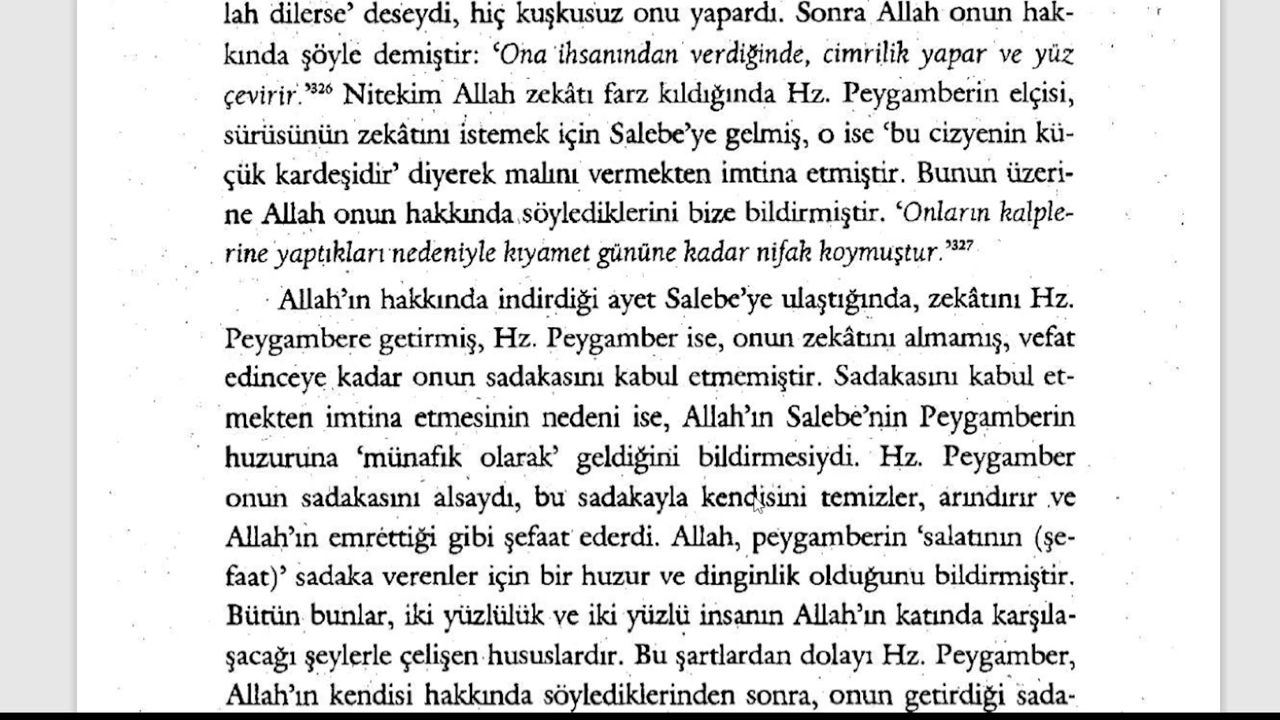 lah dilerse’ deseydi, hiç kuşkusuz onu yapardı. Sonra Allah onun hak-
kında şöyle demiştir: ‘Ona ihsanından verdiğinde, cimrilik yapar ve yüz
çevirir.’³²⁶ Nitekim Allah zekâtı farz kıldığında Hz. Peygamberin elçisi,
sürüsünün zekâtını istemek için Salebe’ye gelmiş, o ise ‘bu cizyenin kü-
çük kardeşidir’ diyerek malını vermekten imtina etmiştir. Bunun üzeri-
ne Allah onun hakkında söylediklerini bize bildirmiştir. ‘Onların kalple-
rine yaptıkları nedeniyle kıyamet gününe kadar nifak koymuştur.’³²⁷
Allah’ın hakkında indirdiği ayet Salebe’ye ulaştığında, zekâtını Hz.
Peygambere getirmiş, Hz. Peygamber ise, onun zekâtını almamış, vefat
edinceye kadar onun sadakasını kabul etmemiştir. Sadakasını kabul et-
mekten imtina etmesinin nedeni ise, Allah’ın Salebe’nin Peygamberin
huzuruna ‘münafık olarak’ geldiğini bildirmesiydi. Hz. Peygamber
onun sadakasını alsaydı, bu sadakayla kendisini temizler, arındırır ve
Allah’ın emrettiği gibi şefaat ederdi. Allah, peygamberin ‘salatının (şe-
faat)’ sadaka verenler için bir huzur ve dinginlik olduğunu bildirmiştir.
Bütün bunlar, iki yüzlülük ve iki yüzlü insanın Allah’ın katında karşıla-
şacağı şeylerle çelişen hususlardır. Bu şartlardan dolayı Hz. Peygamber,
Allah’ın kendisi hakkında söylediklerinden sonra, onun getirdiği sada-